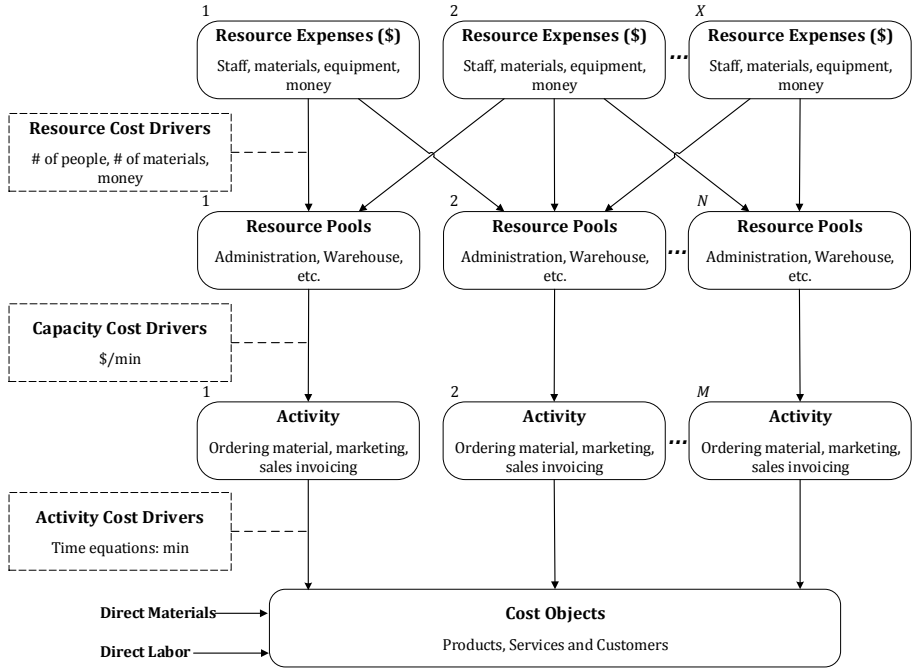 1
2
X
Resource Expenses ($)
Staff, materials, equipment,
money
Resource Expenses ($)
Staff, materials, equipment,
money
...
Resource Expenses ($)
Staff, materials, equipment,
money
Resource Cost Drivers
# of people, # of materials,
money
1
2
N
Resource Pools
Administration, Warehouse,
etc.
Resource Pools
Administration, Warehouse,
etc.
...
Resource Pools
Administration, Warehouse,
etc.
Capacity Cost Drivers
$/min
1
2
M
Activity
Ordering material, marketing,
sales invoicing
Activity
Ordering material, marketing,
sales invoicing
...
Activity
Ordering material, marketing,
sales invoicing
Activity Cost Drivers
Time equations: min
Direct Materials
Direct Labor
Cost Objects
Products, Services and Customers